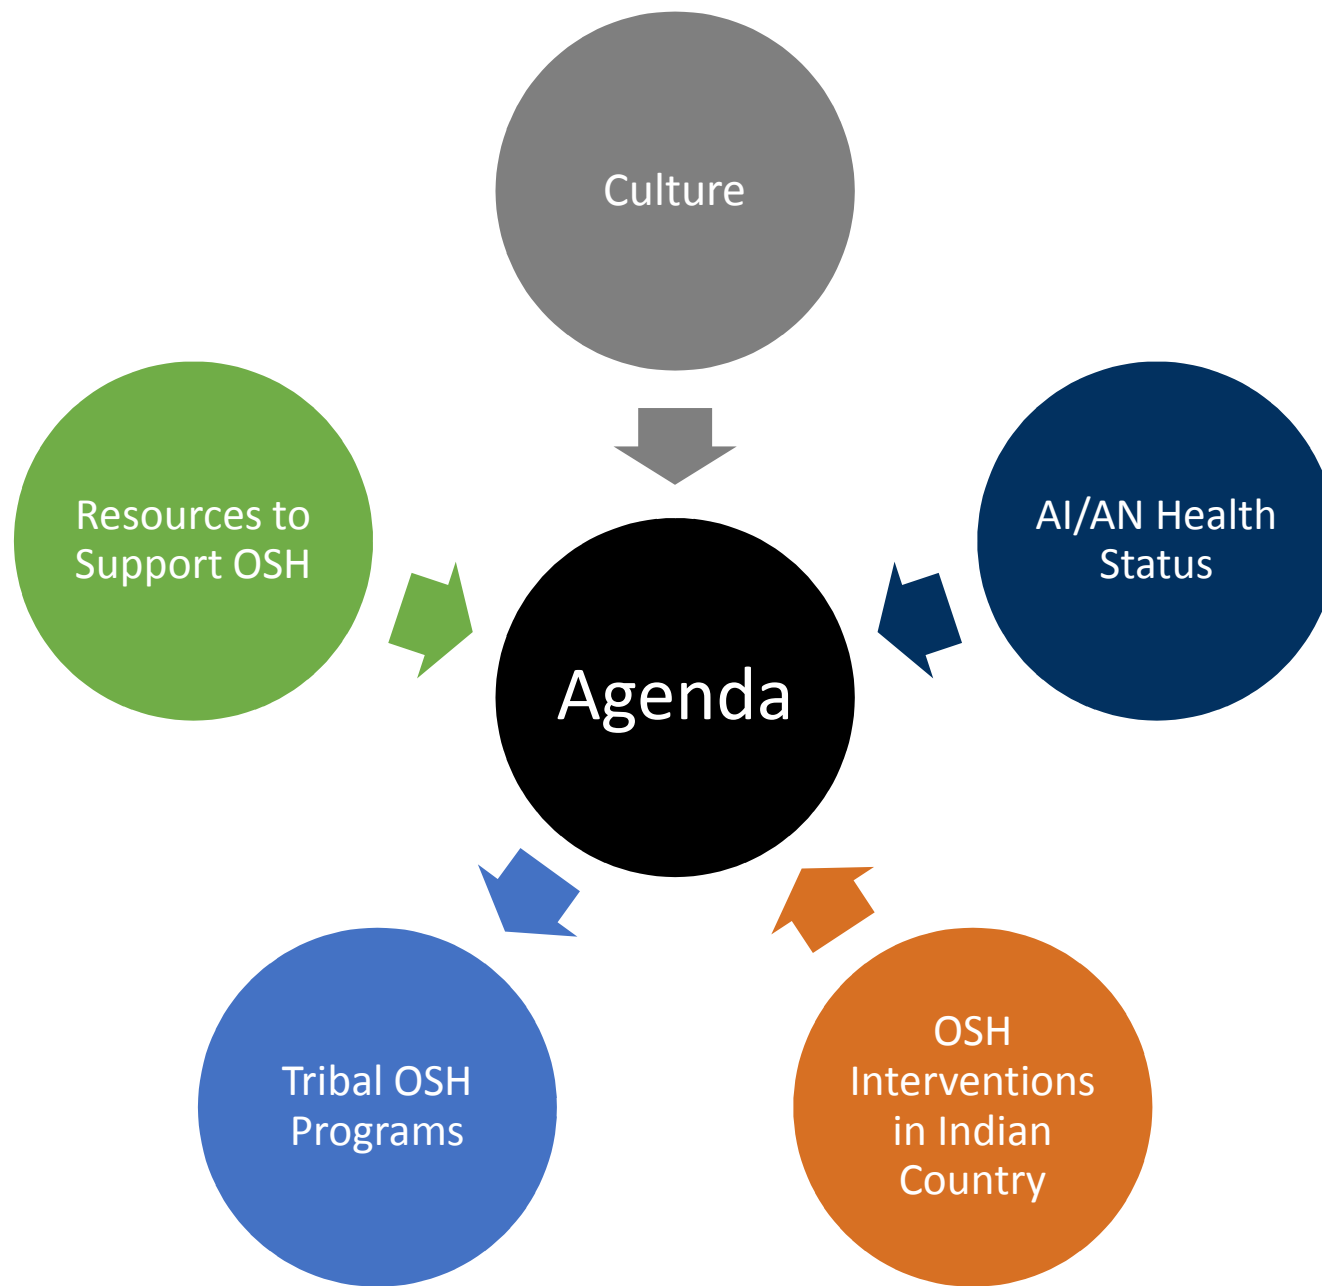 Culture
AI/AN Health
Status
OSH
Interventions
in Indian
Country
Tribal OSH
Programs
Resources to
Support OSH
Agenda